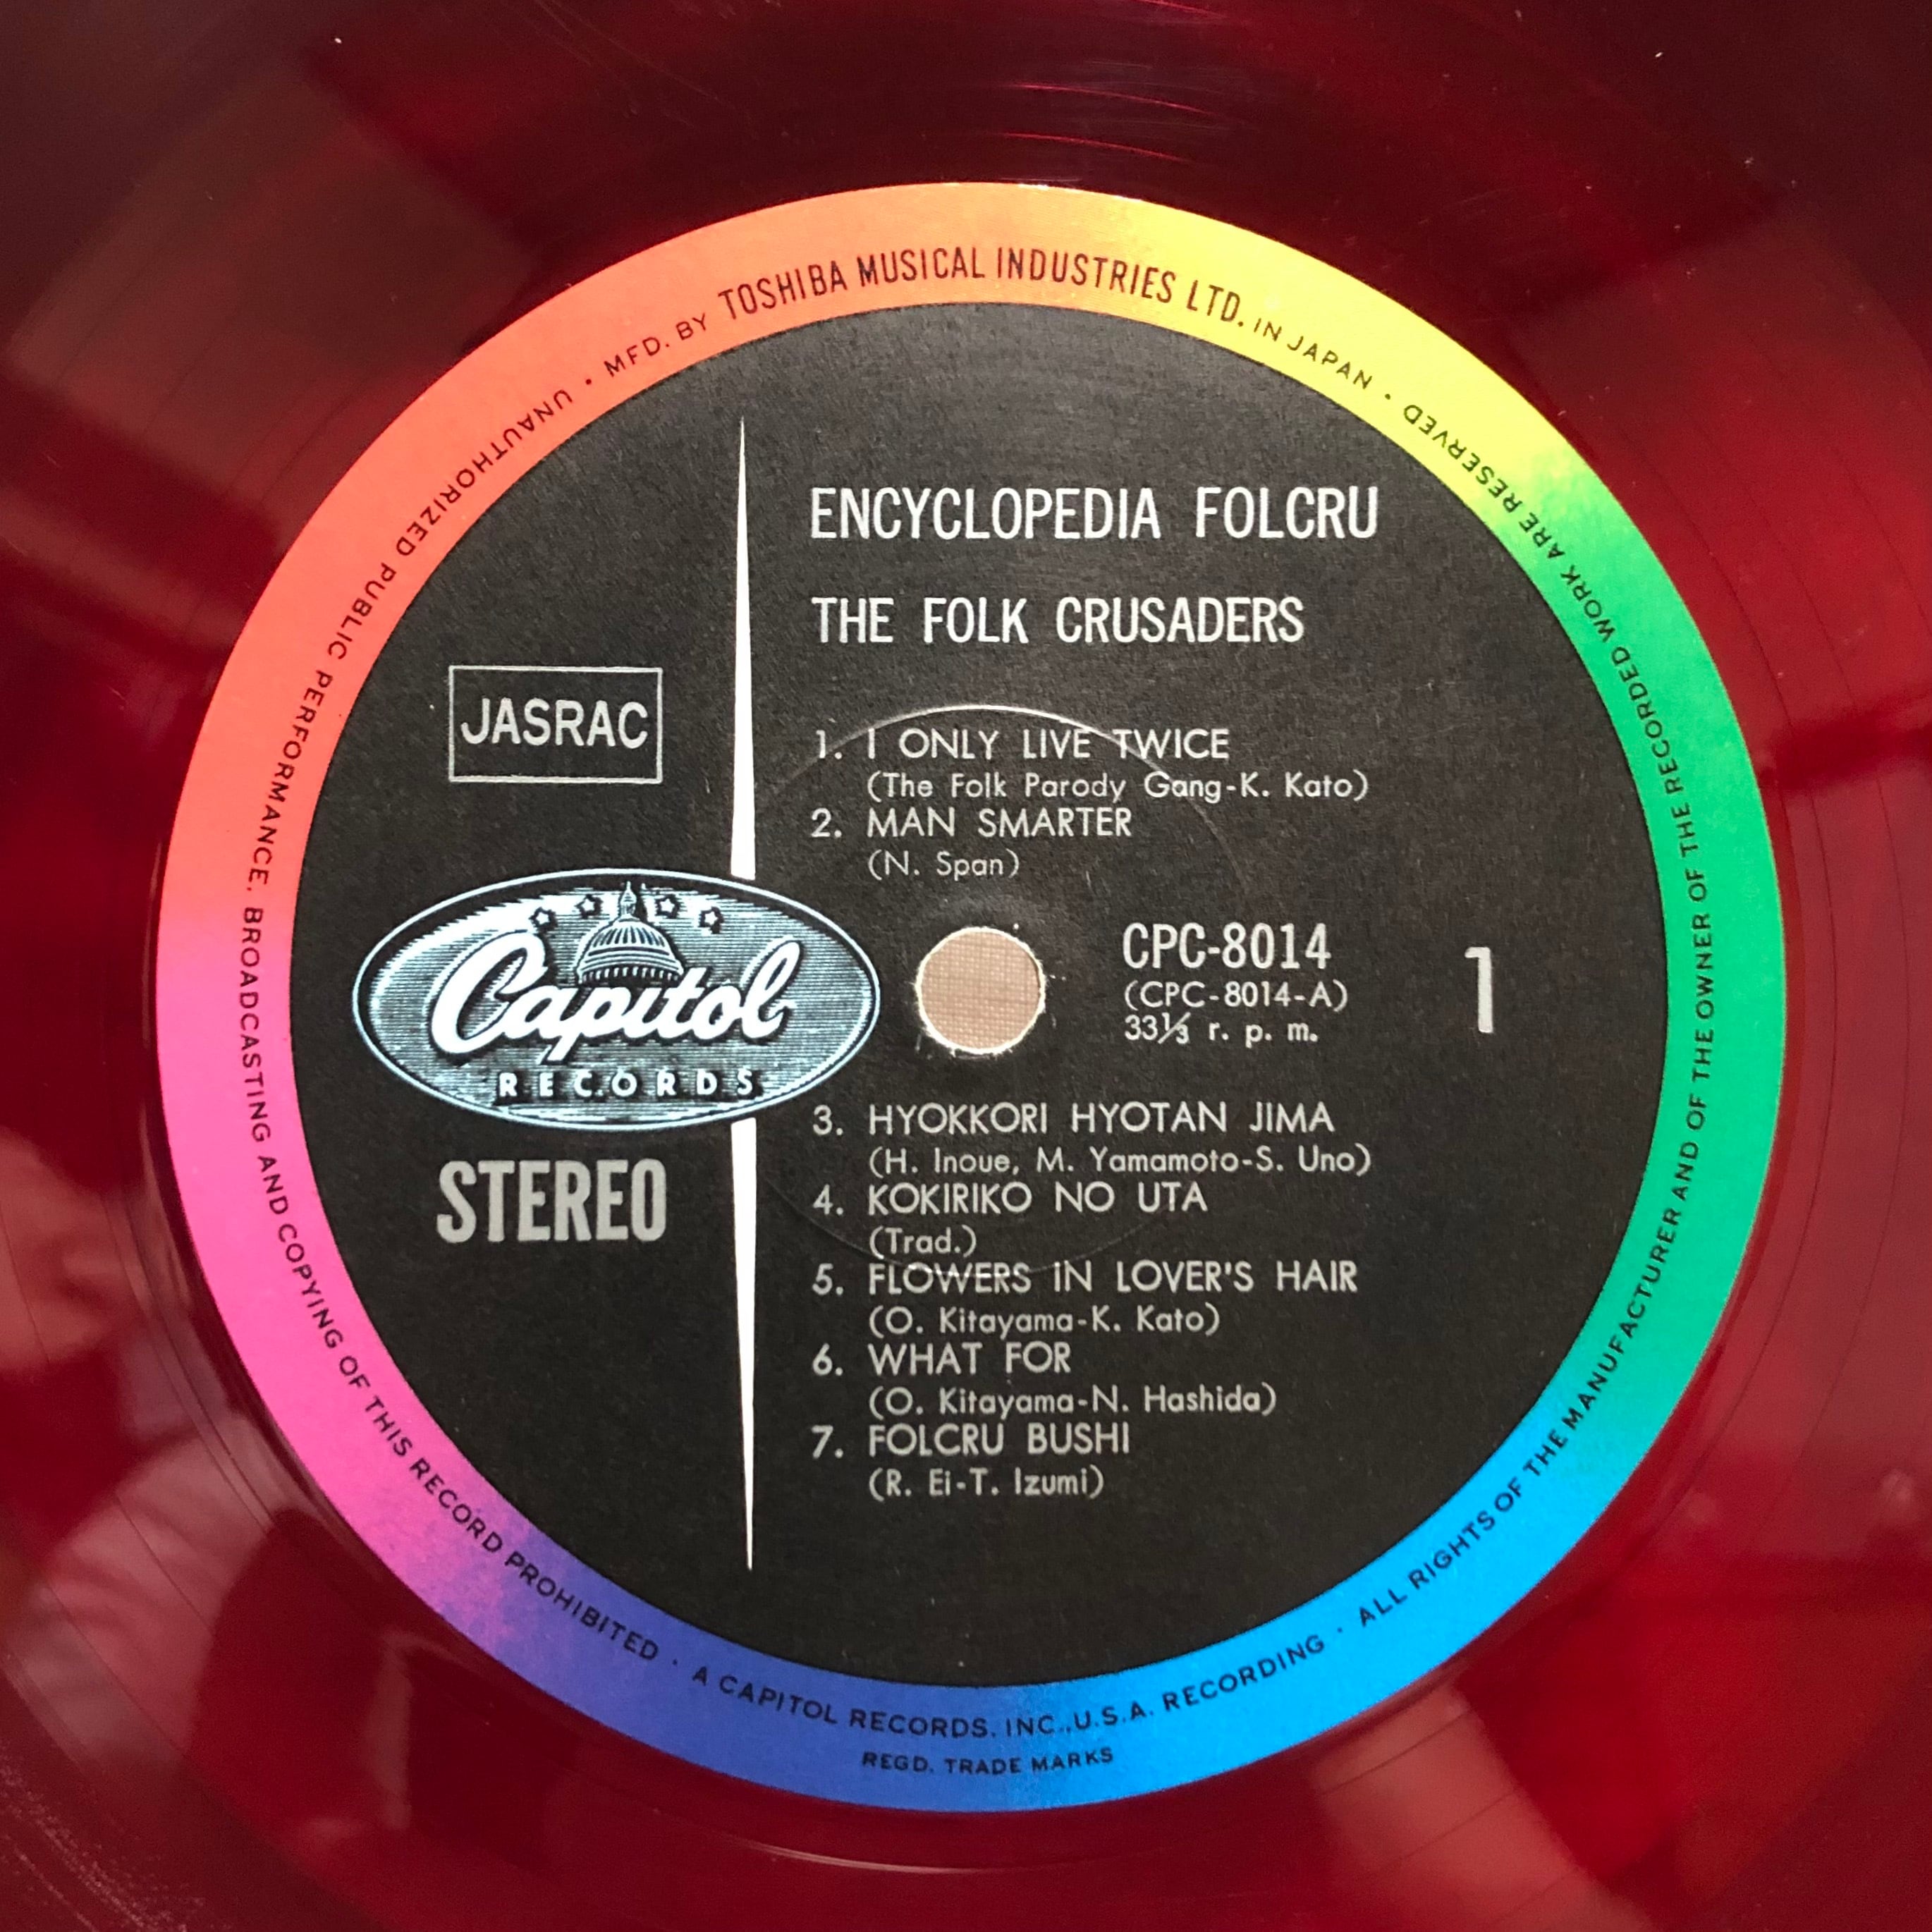 MFD. BY TOSHIBA MUSICAL INDUSTRIES LTD. IN JAPAN ·
ENCYCLOPEDIA FOLCRU
THE FOLK CRUSADERS
JASRAC
1. I ONLY LIVE TWICE
(The Folk Parody Gang-K. Kato)
2. MAN SMARTER
(N. Span)
Capitol
RECORDS
CPC-8014
(CPC-8014-A)
33⅓ r. p. m.
1
STEREO
3. HYOKKORI HYOTAN JIMA
(H. Inoue, M. Yamamoto-S. Uno)
4. KOKIRIKO NO UTA
(Trad.)
5. FLOWERS IN LOVER'S HAIR
(O. Kitayama-K. Kato)
6. WHAT FOR
(O. Kitayama-N. Hashida)
7. FOLCRU BUSHI
(R. Ei-T. Izumi)
UNAUTHORIZED PUBLIC PERFORMANCE, BROADCASTING AND COPYING OF THIS RECORD PROHIBITED · A CAPITOL RECORDS, INC., U.S.A. RECORDING · ALL RIGHTS OF THE MANUFACTURER AND OF THE OWNER OF THE RECORDED WORK ARE RESERVED ·
REGD. TRADE MARKS